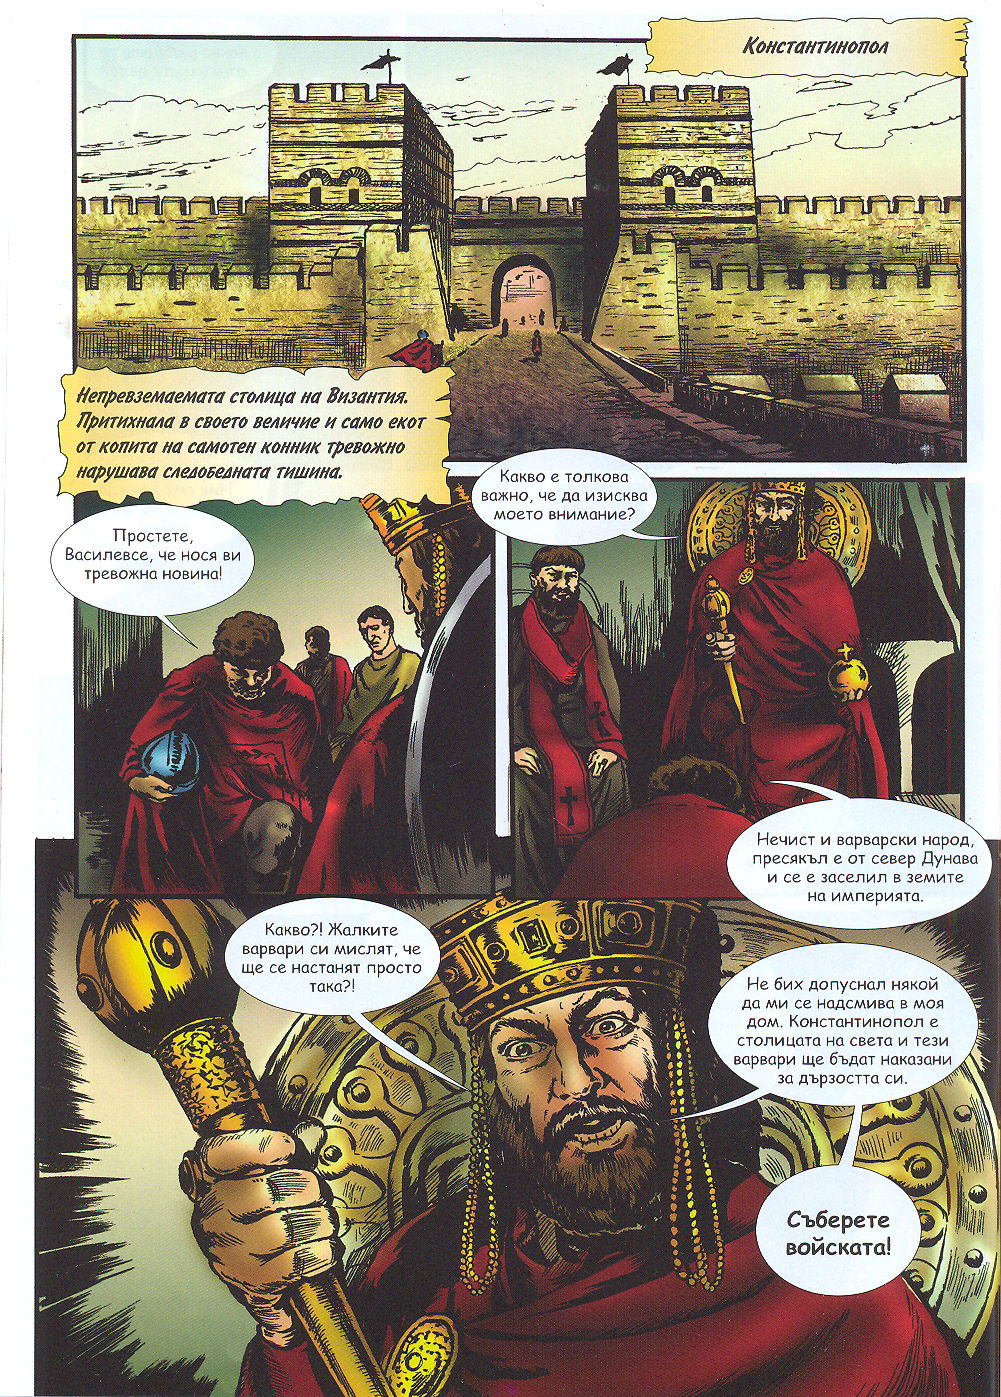 Константинопол
Непревземаемата столица на Византия.
Притихнала в своето величие и само екот
от копита на самотен конник тревожно
нарушава следобедната тишина.
Простете,
Василевсе, че нося ви
тревожна новина!
Какво е толкова
важно, че да изисква
моето внимание?
Нечист и варварски народ,
пресякъл е от север Дунава
и се е заселил в земите
на империята.
Какво?! Жалките
варвари си мислят, че
ще се настанят просто
така?!
Не бих допуснал някой
да ми се надсмива в моя
дом. Константинопол е
столицата на света и тези
варвари ще бъдат наказани
за дързостта си.
Съберете
войската!